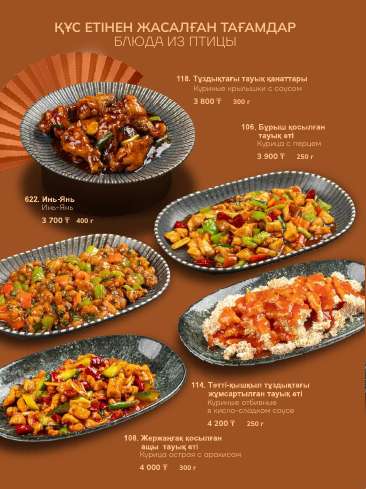 ҚҰС ЕТІНЕН ЖАСАЛҒАН ТАҒАМДАР
БЛЮДА ИЗ ПТИЦЫ
118. Тұздықтағы тауық қанаттары
Куриные крылышки с соусом
3 800 ₸ 300 г
106. Бұрыш қосылған
тауық еті
Курица с перцем
3 900 ₸ 250 г
622. Инь-Янь
Инь-Янь
3 700 ₸ 400 г
114. Тәтті-қышқыл тұздықтағы
жұмсартылған тауық еті
Куриные отбивные
в кисло-сладком соусе
4 200 ₸ 250 г
108. Жержаңғақ қосылған
ащы тауық еті
Курица острая с арахисом
4 000 ₸ 300 г